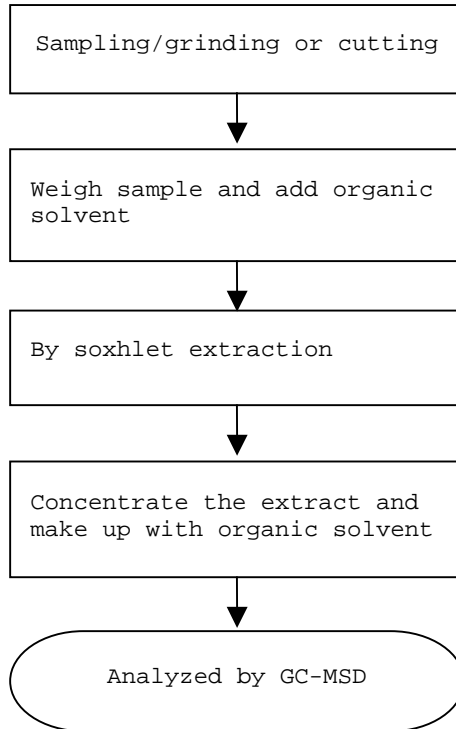 Sampling/grinding or cutting
Weigh sample and add organic
solvent
By soxhlet extraction
Concentrate the extract and
make up with organic solvent
Analyzed by GC-MSD